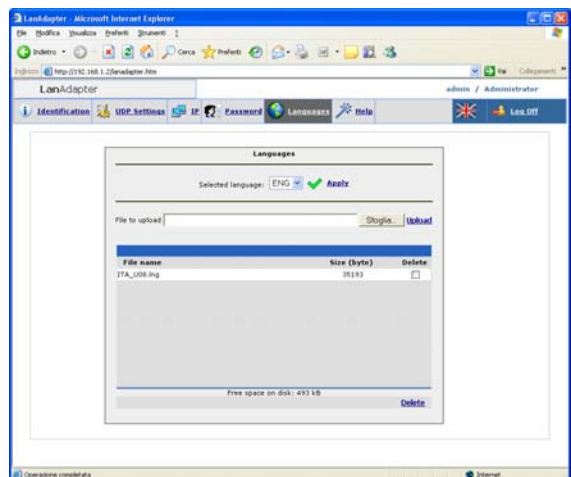 LanAdapter - Microsoft Internet Explorer
File Modifica Visualizza Preferiti Strumenti ?
Indietro Cerca Preferiti
Indirizzo http://192.168.1.2/lanadapter.htm Vai Collegamenti »
LanAdapter admin / Administrator
Identification UDP Settings IP Password Languages Help Log Off
Languages
Selected language: ENG Apply
File to upload Sfoglia... Upload
File name Size (byte) Delete
ITA_U08.lng 35193
Free space on disk: 493 kB
Delete
Operazione completata Internet